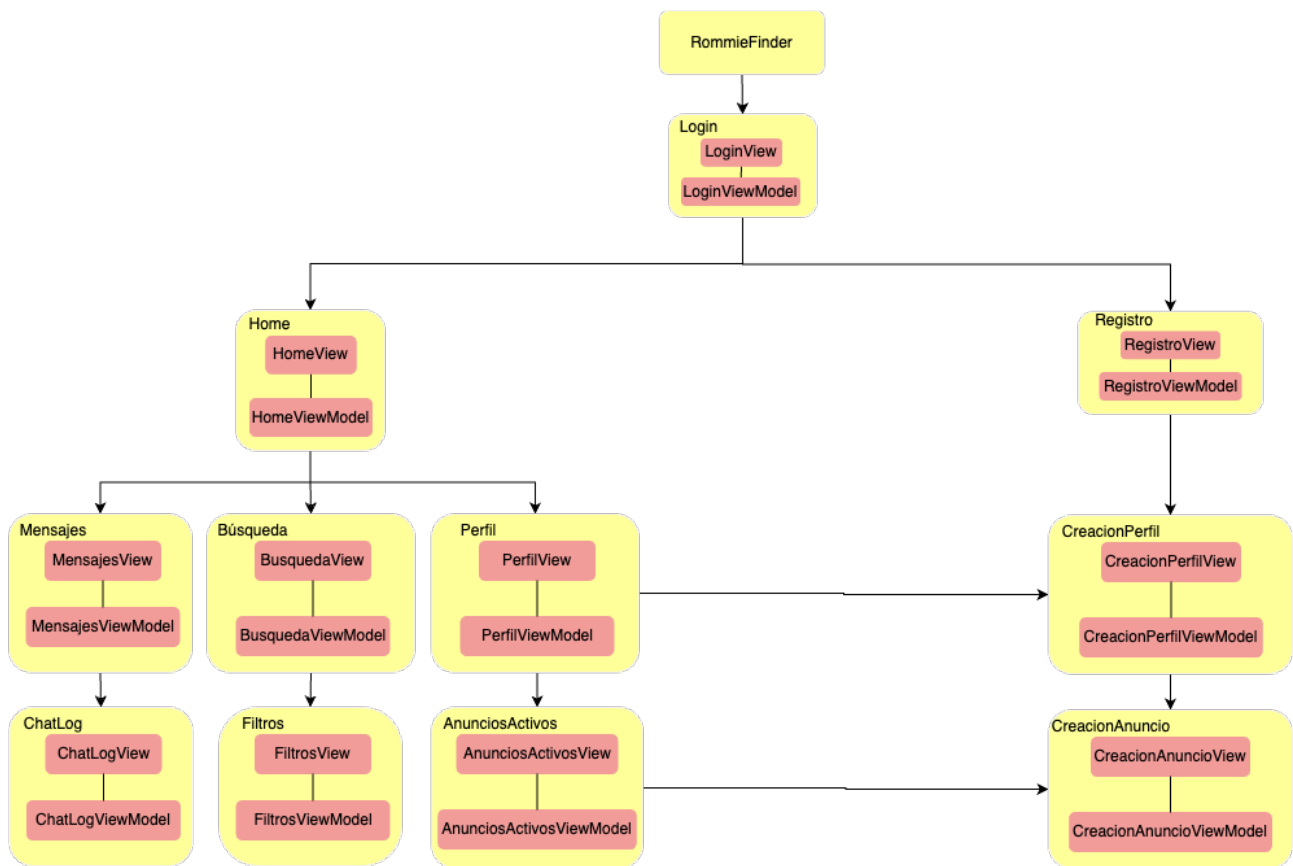 RommieFinder
Login
LoginView
LoginViewModel
Home
HomeView
HomeViewModel
Registro
RegistroView
RegistroViewModel
Mensajes
MensajesView
MensajesViewModel
Búsqueda
BusquedaView
BusquedaViewModel
Perfil
PerfilView
PerfilViewModel
CreacionPerfil
CreacionPerfilView
CreacionPerfilViewModel
ChatLog
ChatLogView
ChatLogViewModel
Filtros
FiltrosView
FiltrosViewModel
AnunciosActivos
AnunciosActivosView
AnunciosActivosViewModel
CreacionAnuncio
CreacionAnuncioView
CreacionAnuncioViewModel